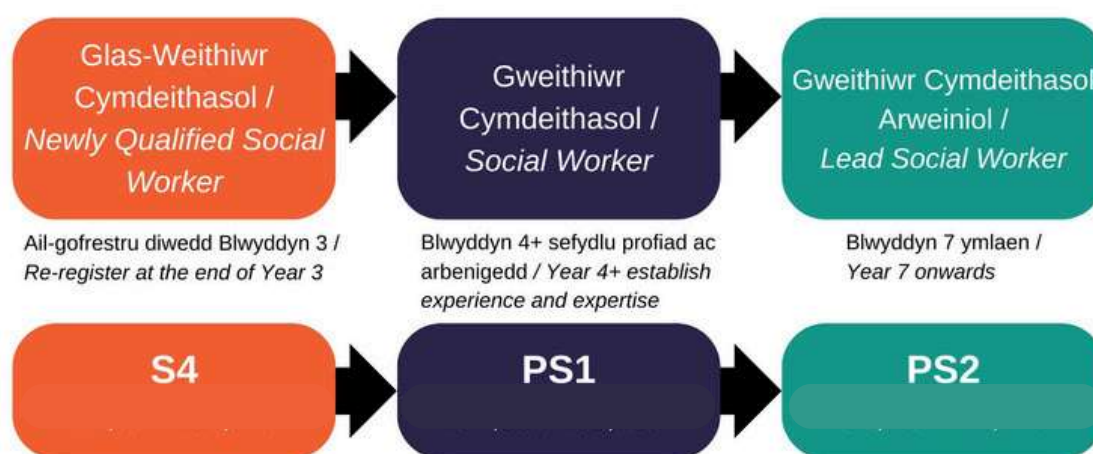 Glas-Weithiwr
Cymdeithasol /
Newly Qualified Social
Worker
Gweithiwr
Cymdeithasol /
Social Worker
Gweithiwr Cymdeithasol
Arweiniol /
Lead Social Worker
Ail-gofrestru diwedd Blwyddyn 3 /
Re-register at the end of Year 3
Blwyddyn 4+ sefydlu profiad ac
arbenigedd / Year 4+ establish
experience and expertise
Blwyddyn 7 ymlaen /
Year 7 onwards
S4
PS1
PS2